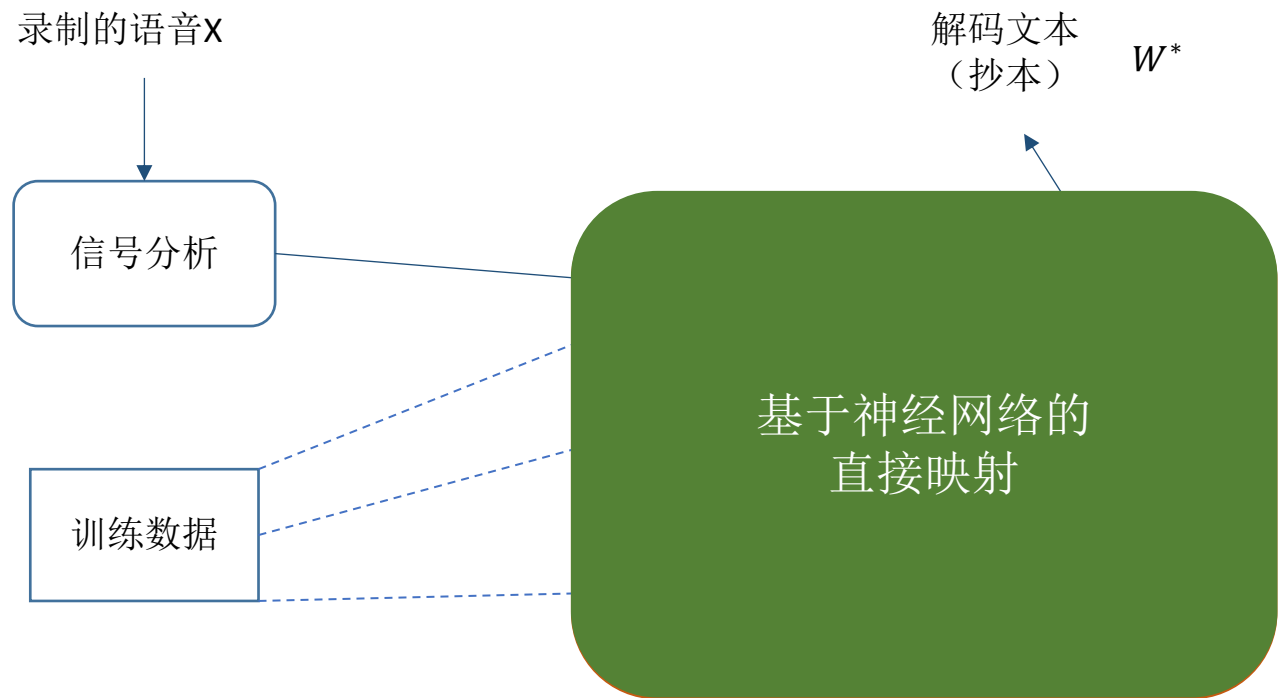 录制的语音X
解码文本
（抄本）
W*
信号分析
基于神经网络的
直接映射
训练数据